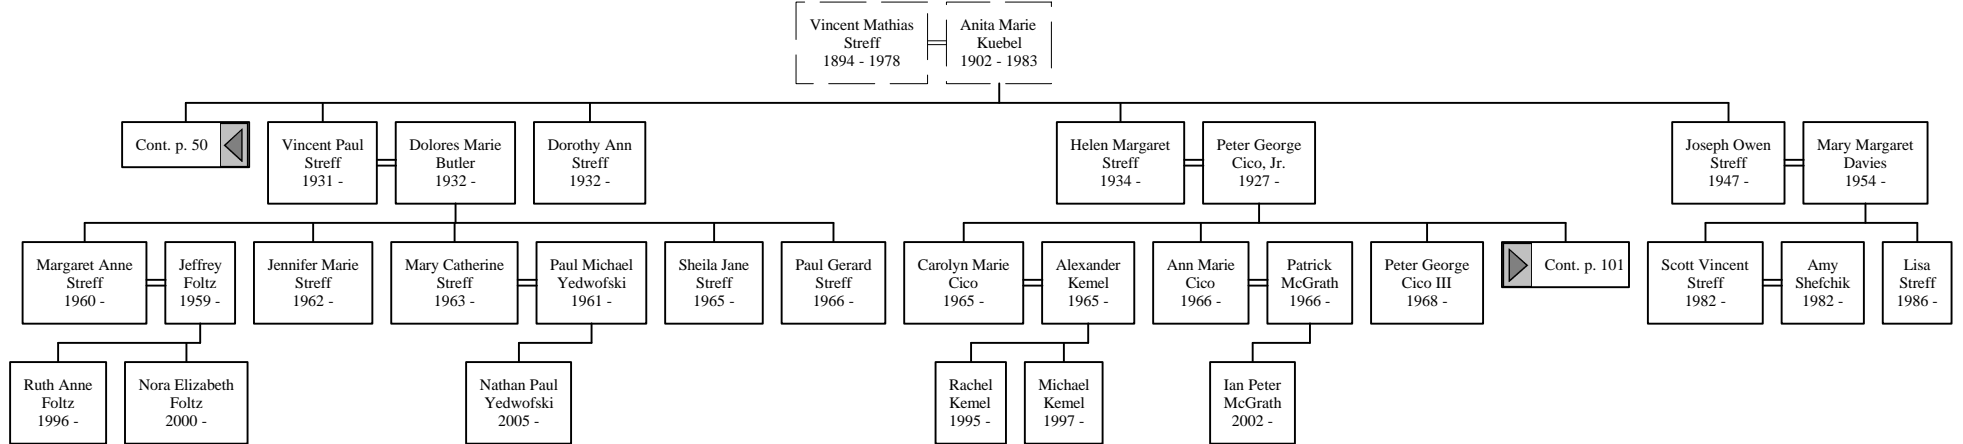 Vincent Mathias
Streff
1894 - 1978
Anita Marie
Kuebel
1902 - 1983
Cont. p. 50
Vincent Paul
Streff
1931 -
Dolores Marie
Butler
1932 -
Dorothy Ann
Streff
1932 -
Helen Margaret
Streff
1934 -
Peter George
Cico, Jr.
1927 -
Joseph Owen
Streff
1947 -
Mary Margaret
Davies
1954 -
Margaret Anne
Streff
1960 -
Jeffrey
Foltz
1959 -
Jennifer Marie
Streff
1962 -
Mary Catherine
Streff
1963 -
Paul Michael
Yedwofski
1961 -
Sheila Jane
Streff
1965 -
Paul Gerard
Streff
1966 -
Carolyn Marie
Cico
1965 -
Alexander
Kemel
1965 -
Ann Marie
Cico
1966 -
Patrick
McGrath
1966 -
Peter George
Cico III
1968 -
Cont. p. 101
Scott Vincent
Streff
1982 -
Amy
Shefchik
1982 -
Lisa
Streff
1986 -
Ruth Anne
Foltz
1996 -
Nora Elizabeth
Foltz
2000 -
Nathan Paul
Yedwofski
2005 -
Rachel
Kemel
1995 -
Michael
Kemel
1997 -
Ian Peter
McGrath
2002 -